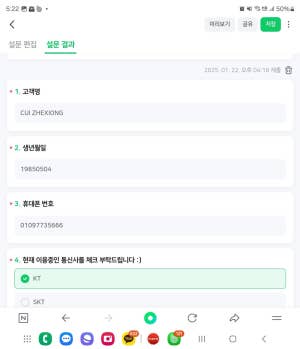 5:22
50%
미리보기 공유 저장
설문 편집 설문 결과
2025. 01. 22. 오후 04:18 제출
* 1. 고객명
CUI ZHEXIONG
* 2. 생년월일
19850504
* 3. 휴대폰 번호
01097735666
* 4. 현재 이용중인 통신사를 체크 부탁드립니다 :)
KT
SKT